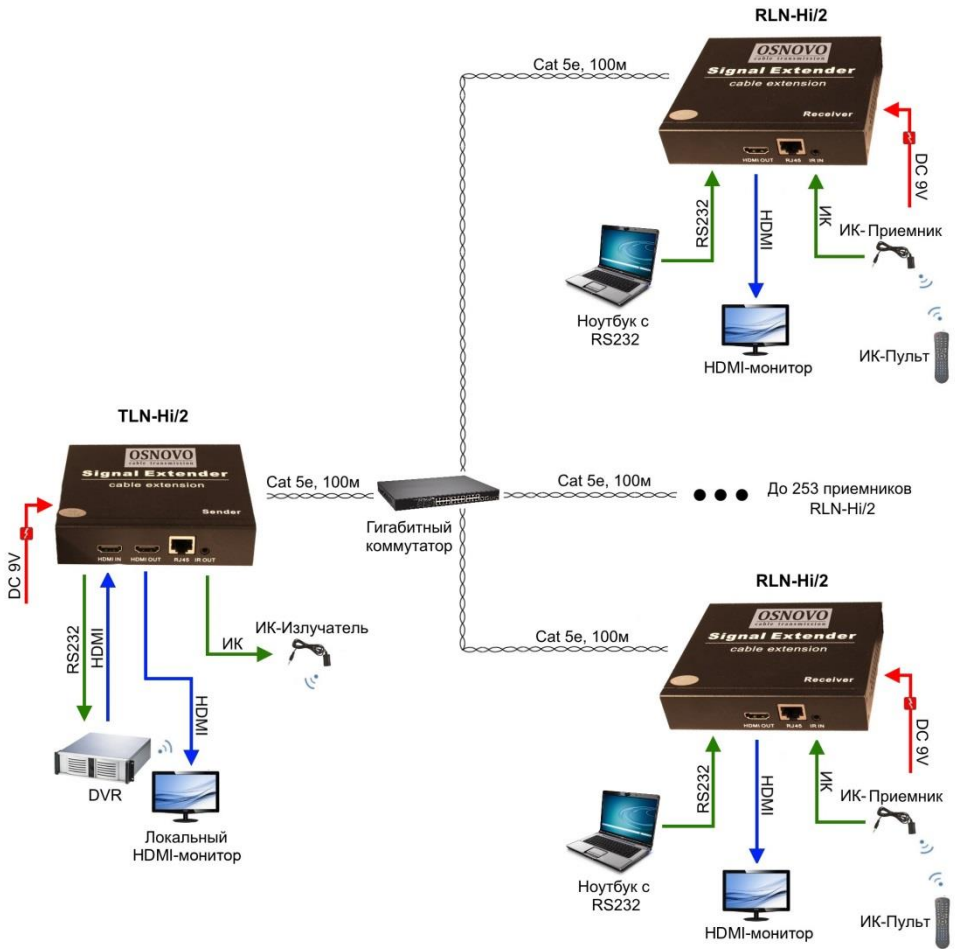 RLN-Hi/2
Cat 5e, 100м
OSNOVO
cable transmission
Signal Extender
cable extension
Receiver
HDMI OUT RJ45 IR IN
DC 9V
RS232
HDMI
ИК
ИК-Приемник
Ноутбук с
RS232
HDMI-монитор
ИК-Пульт
TLN-Hi/2
OSNOVO
cable transmission
Signal Extender
cable extension
Sender
HDMI IN HDMI OUT RJ45 IR OUT
DC 9V
Cat 5e, 100м
Гигабитный
коммутатор
Cat 5e, 100м
До 253 приемников
RLN-Hi/2
RS232
HDMI
HDMI
ИК
ИК-Излучатель
DVR
Локальный
HDMI-монитор
RLN-Hi/2
Cat 5e, 100м
OSNOVO
cable transmission
Signal Extender
cable extension
Receiver
HDMI OUT RJ45 IR IN
DC 9V
RS232
HDMI
ИК
ИК-Приемник
Ноутбук с
RS232
HDMI-монитор
ИК-Пульт